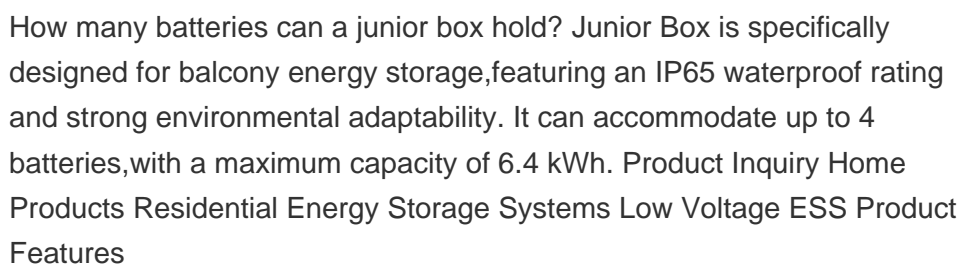 How many batteries can a junior box hold? Junior Box is specifically
designed for balcony energy storage,featuring an IP65 waterproof rating
and strong environmental adaptability. It can accommodate up to 4
batteries,with a maximum capacity of 6.4 kWh. Product Inquiry Home
Products Residential Energy Storage Systems Low Voltage ESS Product
Features